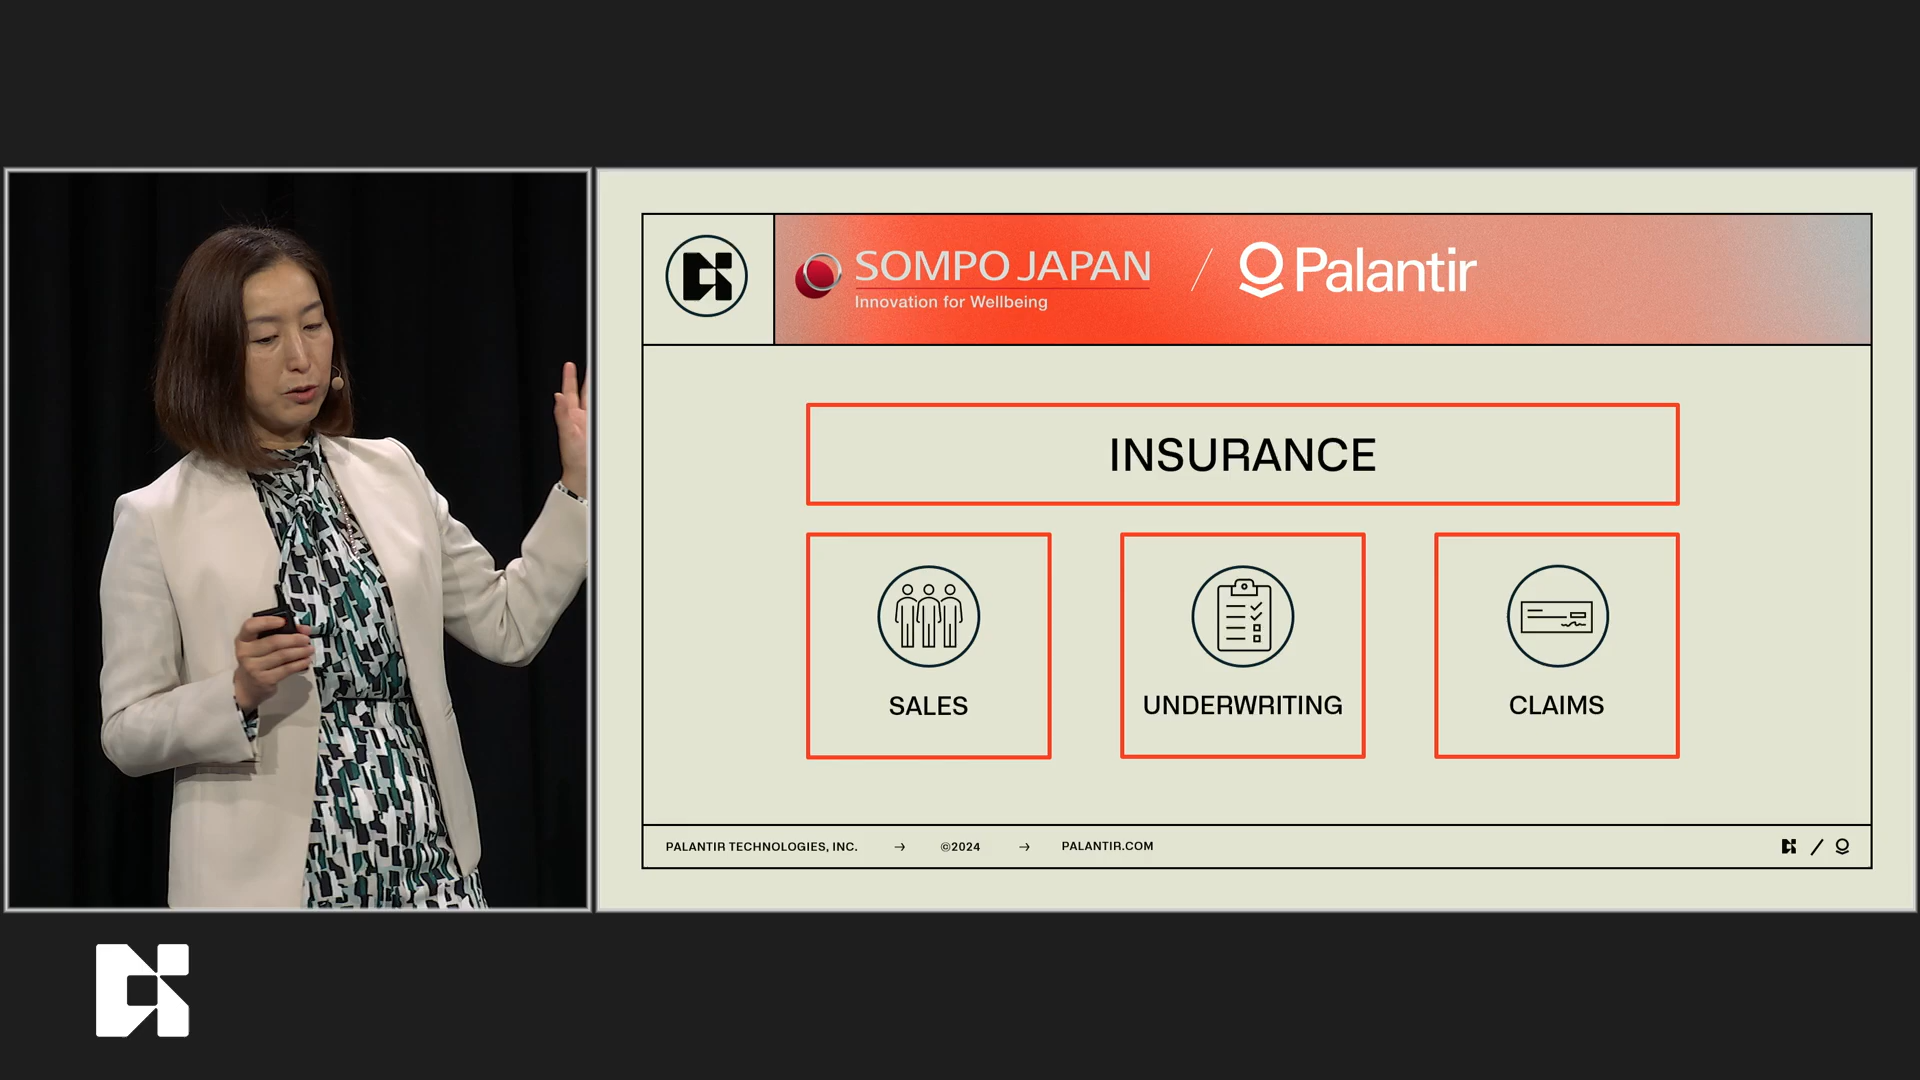 SOMPO JAPAN
Innovation for Wellbeing
Palantir
INSURANCE
SALES
UNDERWRITING
CLAIMS
PALANTIR TECHNOLOGIES, INC. → ©2024 → PALANTIR.COM